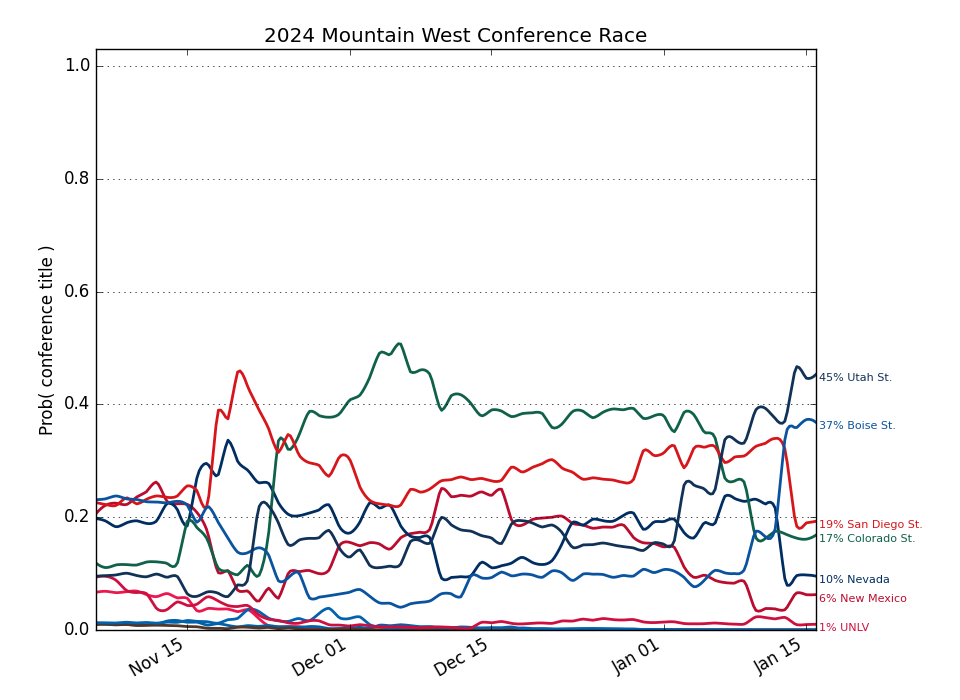 2024 Mountain West Conference Race
Prob( conference title )
1.0
0.8
0.6
0.4
0.2
0.0
45% Utah St.
37% Boise St.
19% San Diego St.
17% Colorado St.
10% Nevada
6% New Mexico
1% UNLV
Nov 15
Dec 01
Dec 15
Jan 01
Jan 15